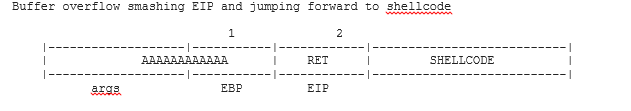 Buffer overflow smashing EIP and jumping forward to shellcode
1 2
|-------------------|-----------|------------|---------------------------|
| AAAAAAAAAAAA | RET | SHELLCODE |
|-------------------|-----------|------------|---------------------------|
args EBP EIP